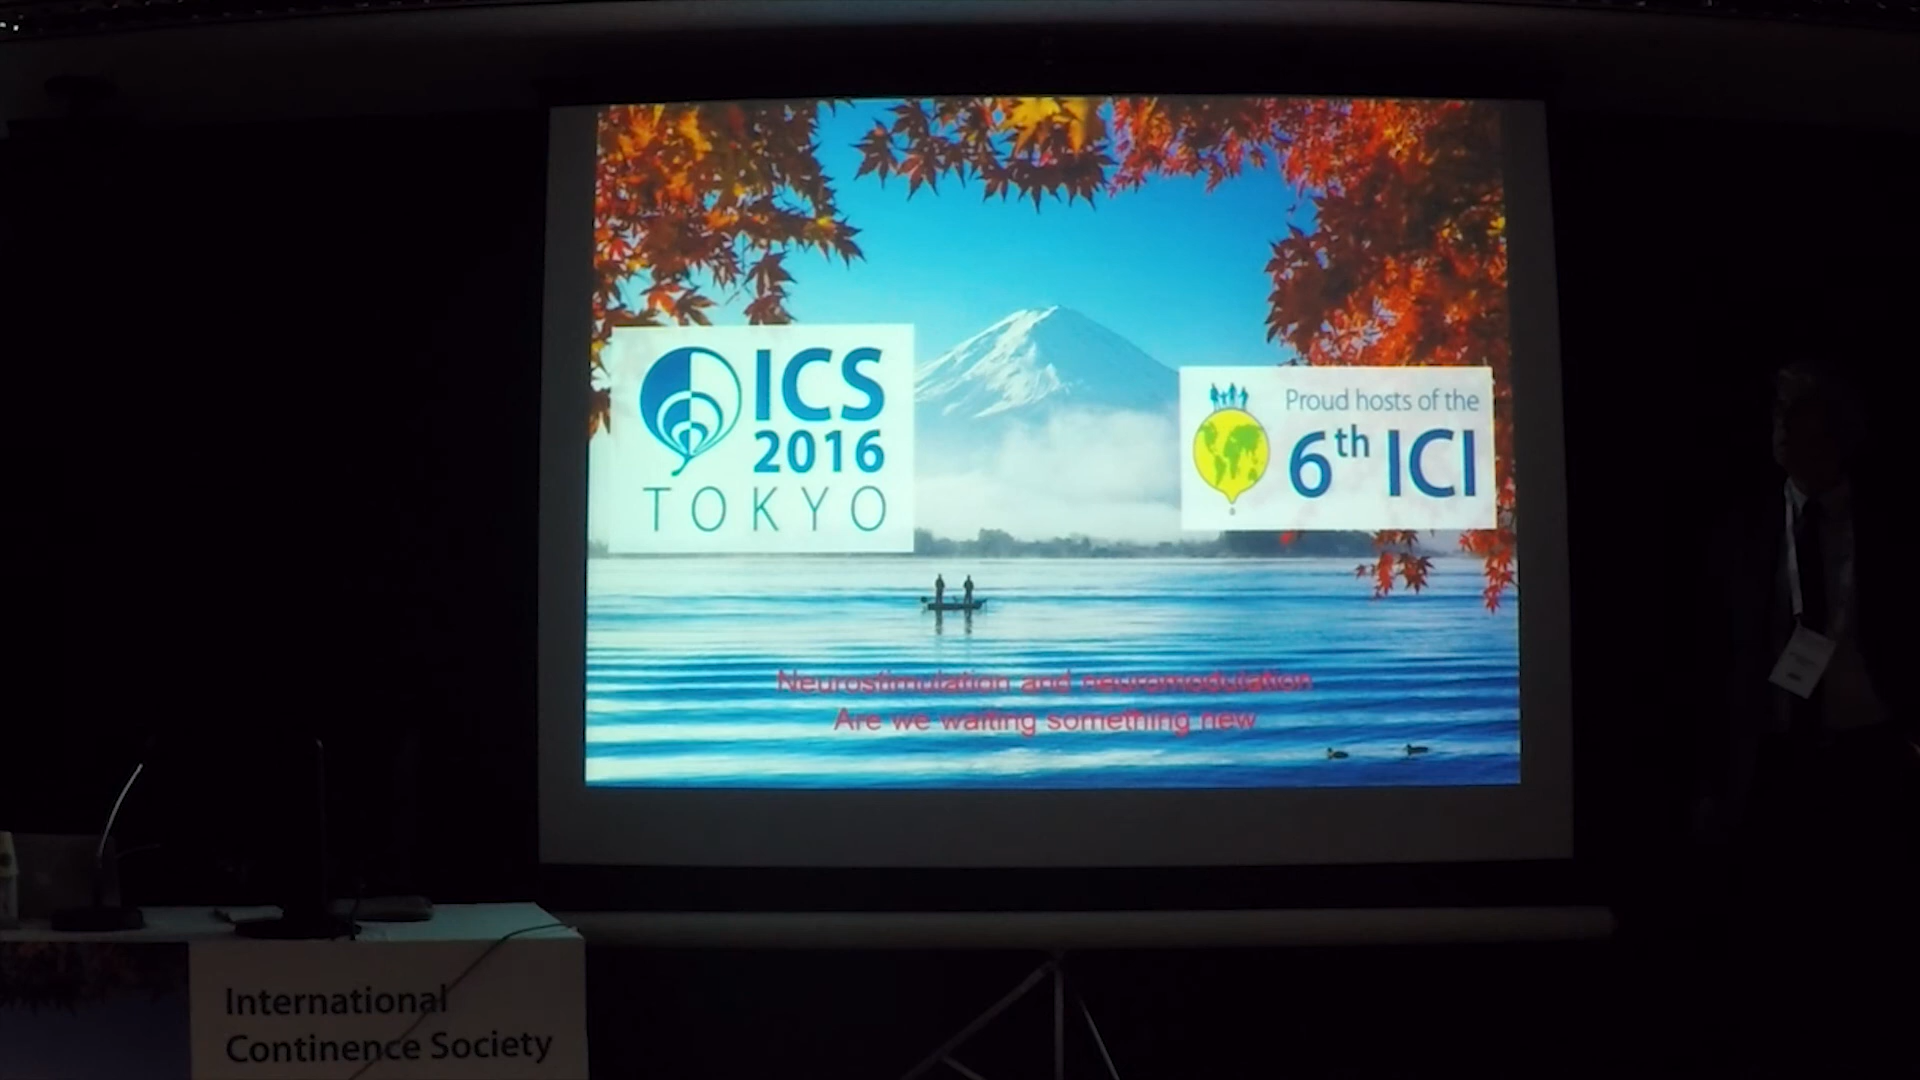 ICS
2016
TOKYO
Proud hosts of the
6th ICI
Neurostimulation and neuromodulation
Are we waiting something new
International
Continence Society